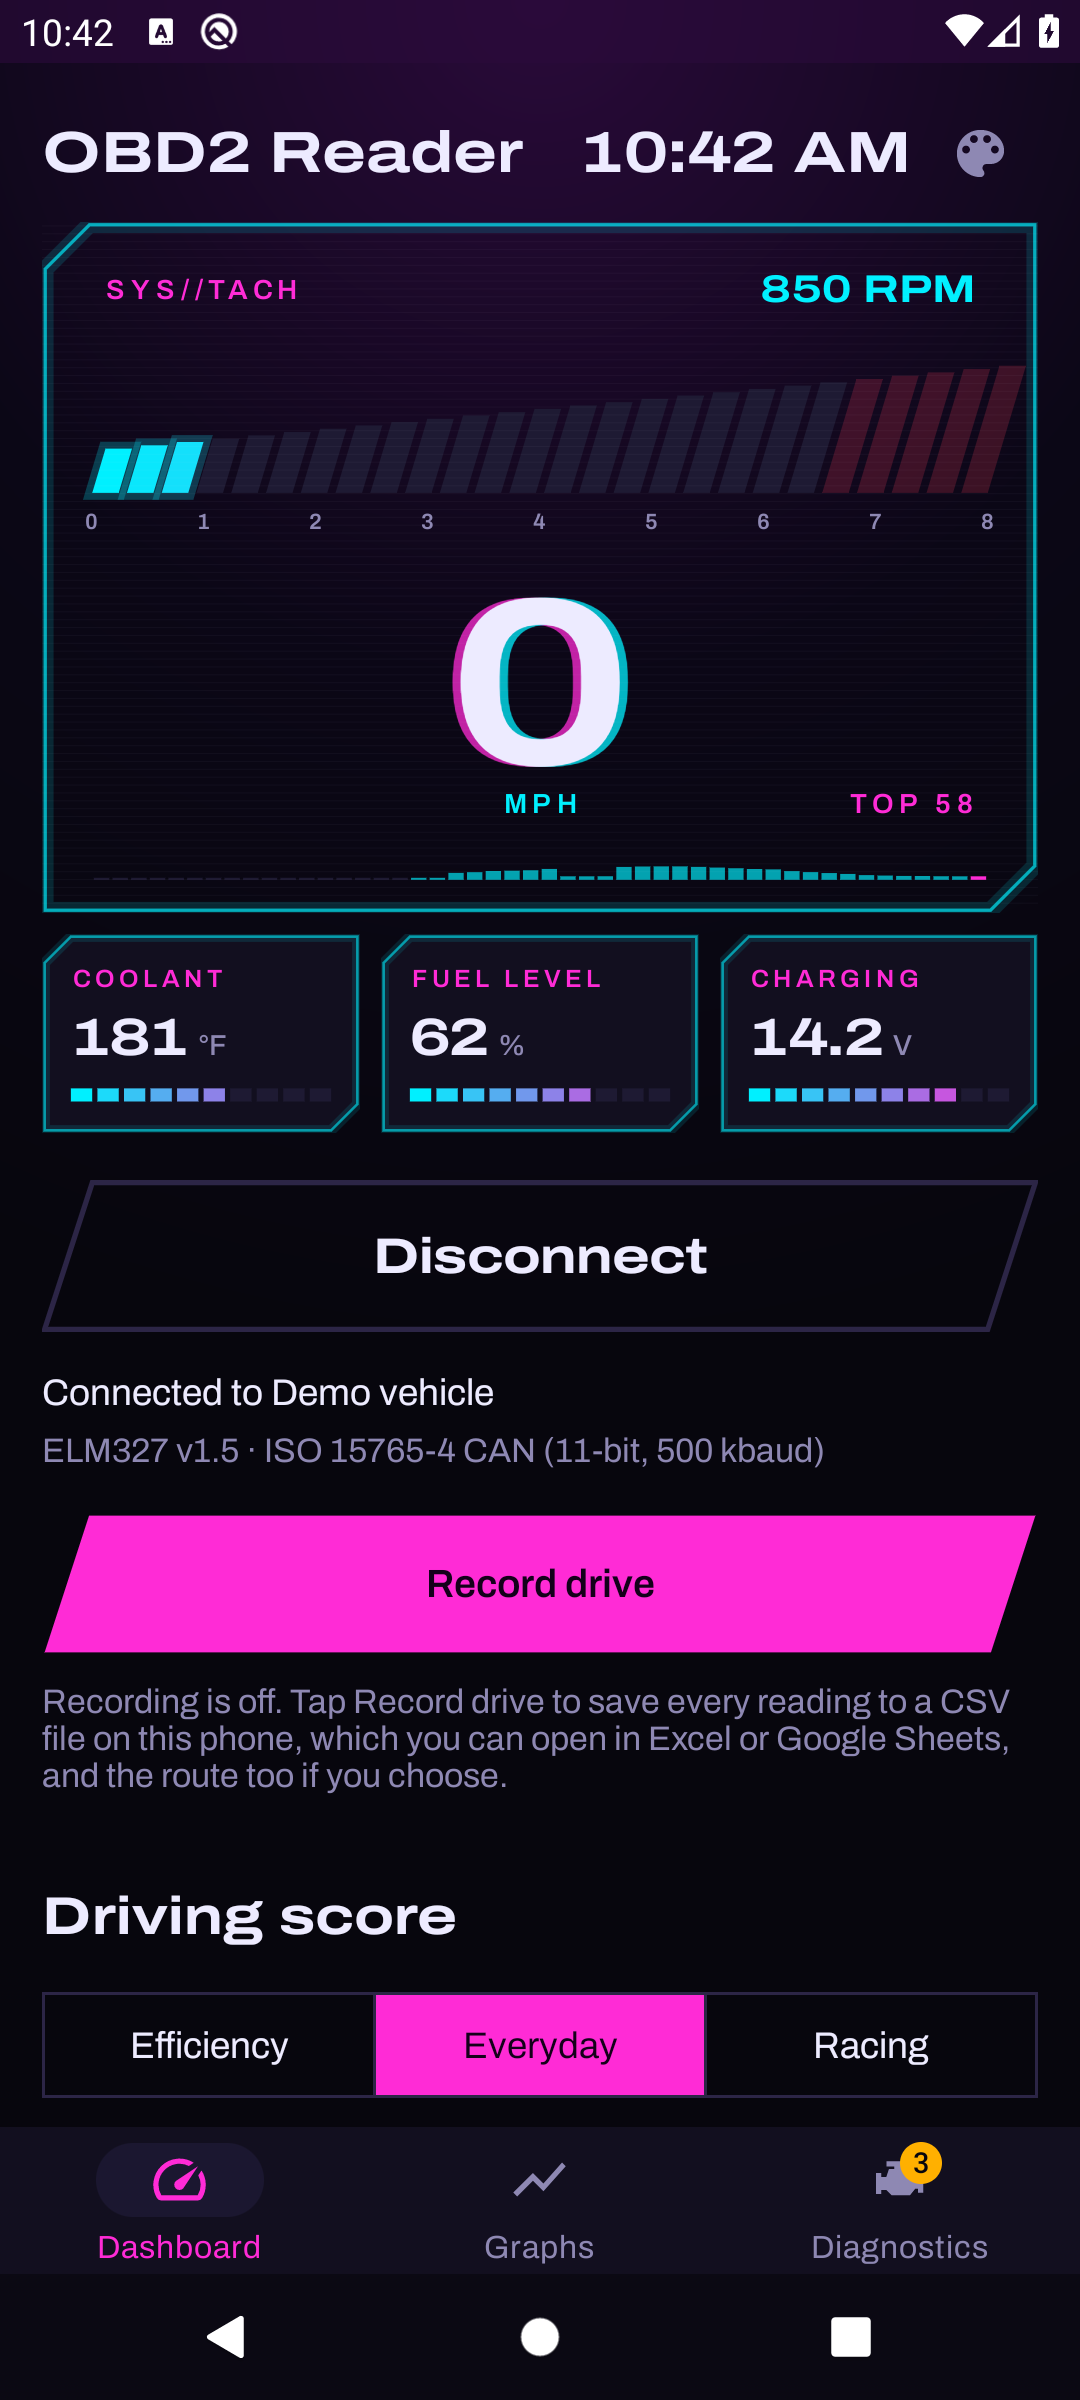 10:42
OBD2 Reader 10:42 AM
SYS//TACH 850 RPM
0 1 2 3 4 5 6 7 8
0
MPH TOP 58
COOLANT FUEL LEVEL CHARGING
181 °F 62 % 14.2 V
Disconnect
Connected to Demo vehicle
ELM327 v1.5 · ISO 15765-4 CAN (11-bit, 500 kbaud)
Record drive
Recording is off. Tap Record drive to save every reading to a CSV
file on this phone, which you can open in Excel or Google Sheets,
and the route too if you choose.
Driving score
Efficiency Everyday Racing
3
Dashboard Graphs Diagnostics